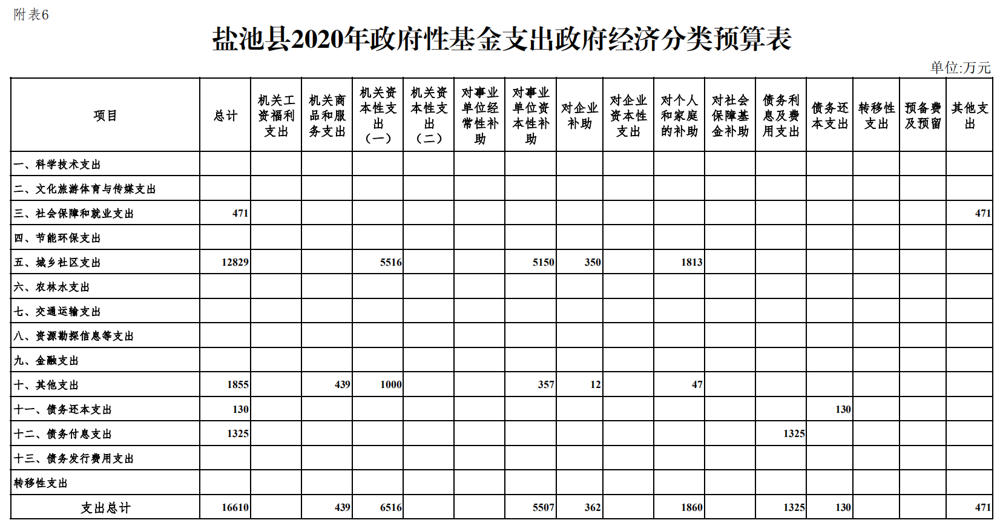 附表6
盐池县2020年政府性基金支出政府经济分类预算表
单位:万元
项目 总计 机关工资福利支出 机关商品和服务支出 机关资本性支出（一） 机关资本性支出（二） 对事业单位经常性补助 对事业单位资本性补助 对企业补助 对企业资本性支出 对个人和家庭的补助 对社会保障基金补助 债务利息及费用支出 债务还本支出 转移性支出 预备费及预留 其他支出
一、科学技术支出
二、文化旅游体育与传媒支出
三、社会保障和就业支出 471 471
四、节能环保支出
五、城乡社区支出 12829 5516 5150 350 1813
六、农林水支出
七、交通运输支出
八、资源勘探信息等支出
九、金融支出
十、其他支出 1855 439 1000 357 12 47
十一、债务还本支出 130 130
十二、债务付息支出 1325 1325
十三、债务发行费用支出
转移性支出
支出总计 16610 439 6516 5507 362 1860 1325 130 471